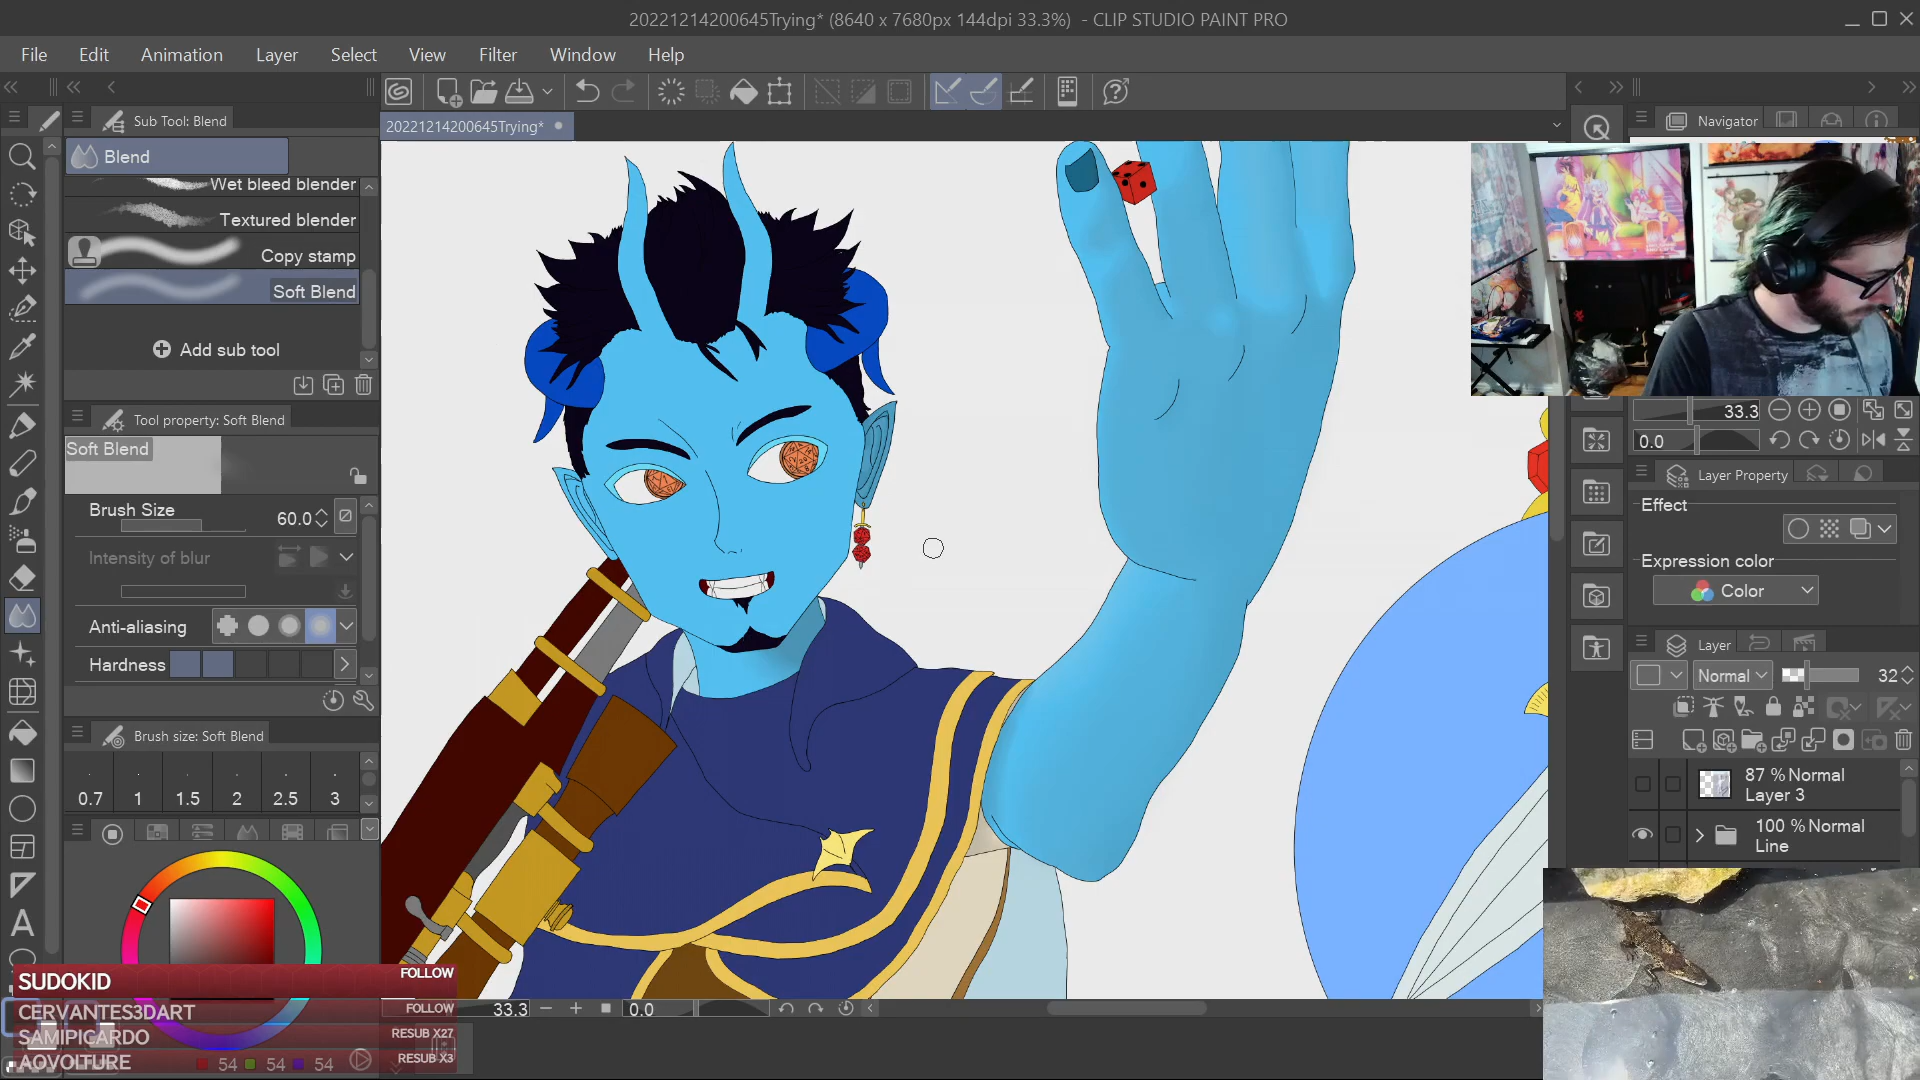 20221214200645Trying* (8640 x 7680px 144dpi 33.3%)  - CLIP STUDIO PAINT PRO
File Edit Animation Layer Select View Filter Window Help
Sub Tool: Blend
20221214200645Trying*
Navigator
Blend
Wet bleed blender
Textured blender
Copy stamp
Soft Blend
Add sub tool
33.3
0.0
Tool property: Soft Blend
Soft Blend
Layer Property
Brush Size 60.0
Effect
Intensity of blur
Expression color
Color
Anti-aliasing
Hardness
Layer
Normal 32
Brush size: Soft Blend
0.7 1 1.5 2 2.5 3
87 % Normal
Layer 3
100 % Normal
Line
A
SUDOKID FOLLOW
CERVANTES3DART FOLLOW
SAMIPICARDO RESUB X27
AOVOLTURE RESUB X3
54 54 54
33.3 0.0